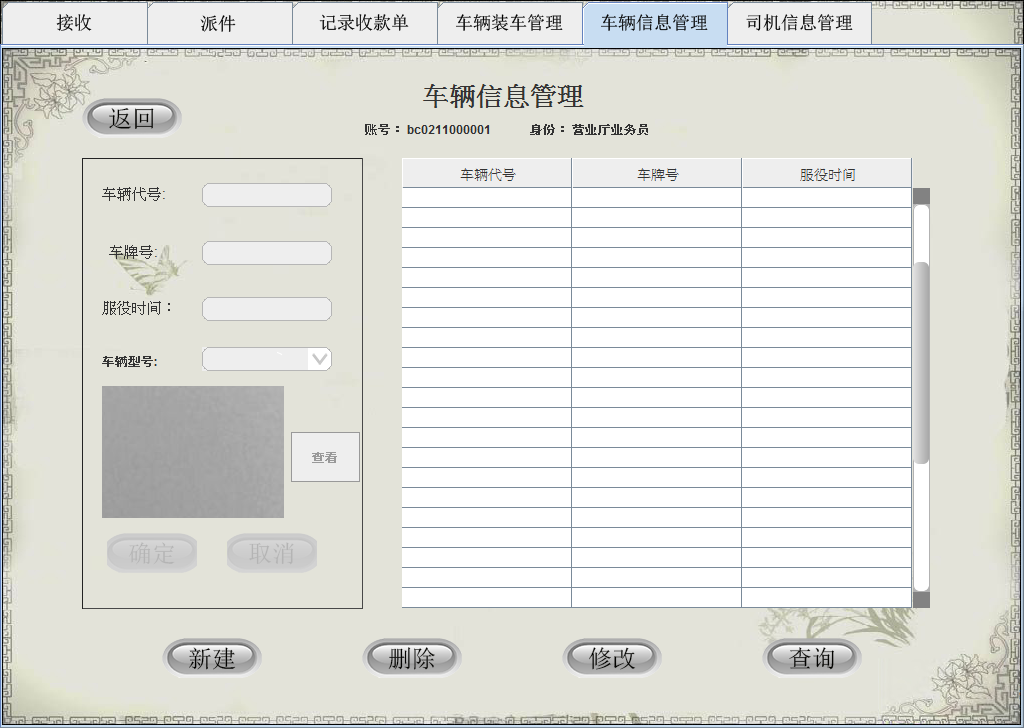 接收 派件 记录收款单 车辆装车管理 车辆信息管理 司机信息管理
车辆信息管理
返回
账号： bc0211000001 身份： 营业厅业务员
车辆代号:
车牌号:
服役时间：
车辆型号:
查看
确定 取消
车辆代号 车牌号 服役时间
新建 删除 修改 查询